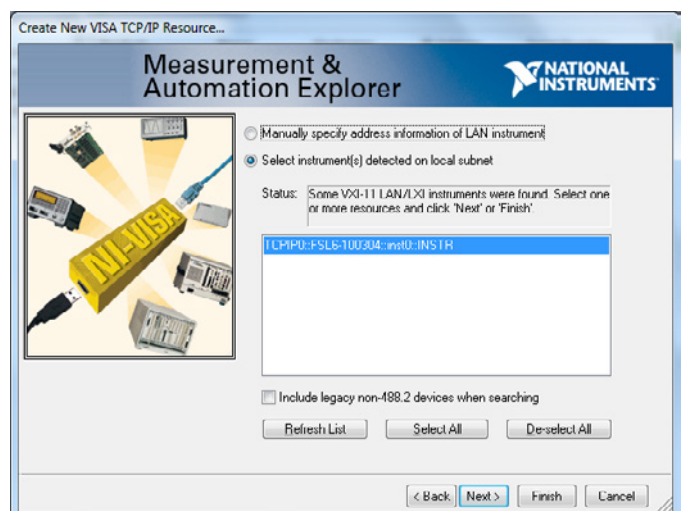 Create New VISA TCP/IP Resource...
Measurement &
Automation Explorer
NATIONAL
INSTRUMENTS
NI-VISA
Manually specify address information of LAN instrument
Select instrument(s) detected on local subnet
Status:
Some VXI-11 LAN/LXI instruments were found. Select one
or more resources and click 'Next' or 'Finish'.
TCPIP0::FSL6-100304::inst0::INSTR
Include legacy non-488.2 devices when searching
Refresh List
Select All
De-select All
< Back
Next >
Finish
Cancel